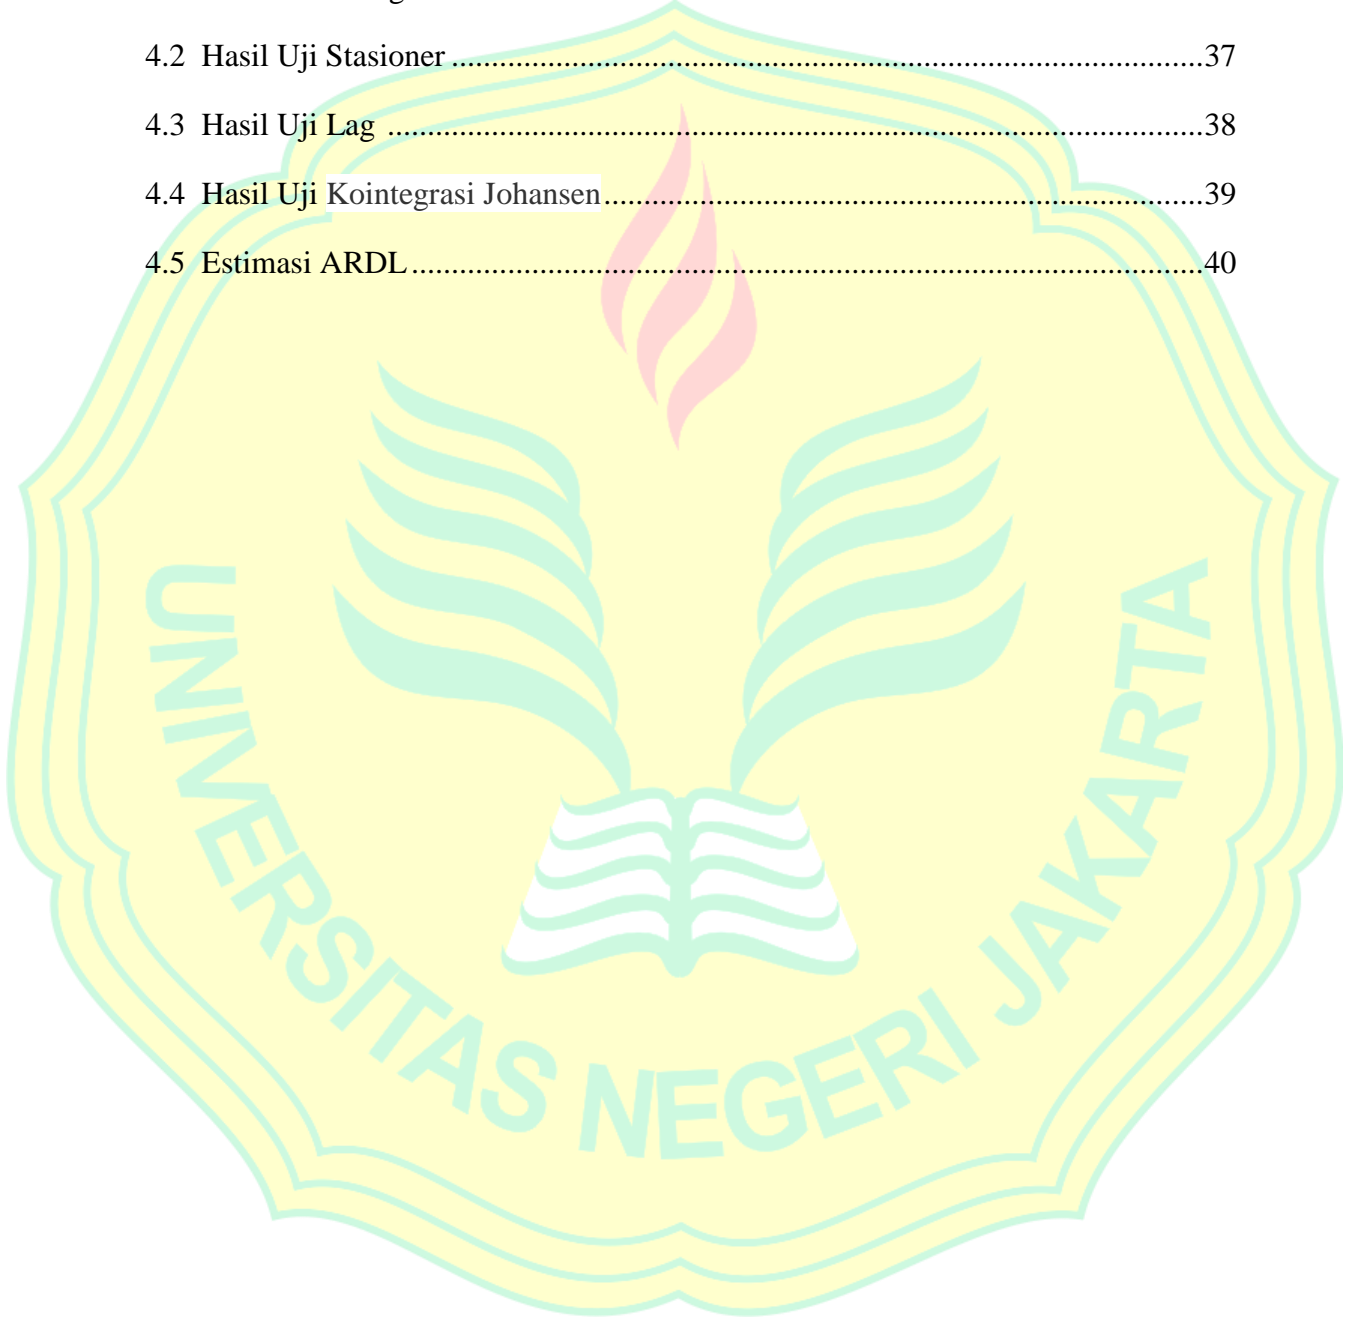 4.2 Hasil Uji Stasioner ........................................................................................37
4.3 Hasil Uji Lag ........................................................................................38
4.4 Hasil Uji Kointegrasi Johansen........................................................................................39
4.5 Estimasi ARDL........................................................................................40
UNIVERSITAS NEGERI JAKARTA